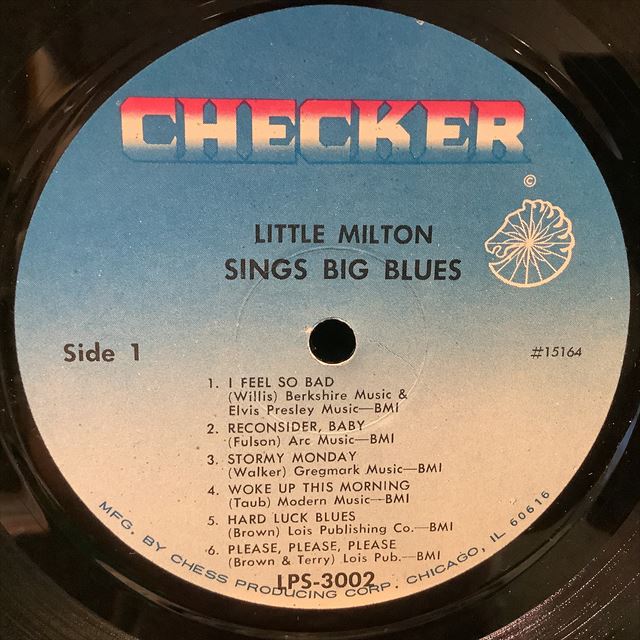 CHECKER
©
LITTLE MILTON
SINGS BIG BLUES
Side 1
#15164
1. I FEEL SO BAD
(Willis) Berkshire Music &
Elvis Presley Music—BMI
2. RECONSIDER, BABY
(Fulson) Arc Music—BMI
3. STORMY MONDAY
(Walker) Gregmark Music—BMI
4. WOKE UP THIS MORNING
(Taub) Modern Music—BMI
5. HARD LUCK BLUES
(Brown) Lois Publishing Co.—BMI
6. PLEASE, PLEASE, PLEASE
(Brown & Terry) Lois Pub.—BMI
LPS-3002
MFG. BY CHESS PRODUCING CORP. CHICAGO, IL 60616